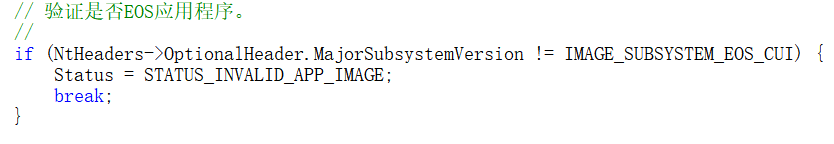 // 验证是否EOS应用程序。
//
if (NtHeaders->OptionalHeader.MajorSubsystemVersion != IMAGE_SUBSYSTEM_EOS_CUI) {
    Status = STATUS_INVALID_APP_IMAGE;
    break;
}